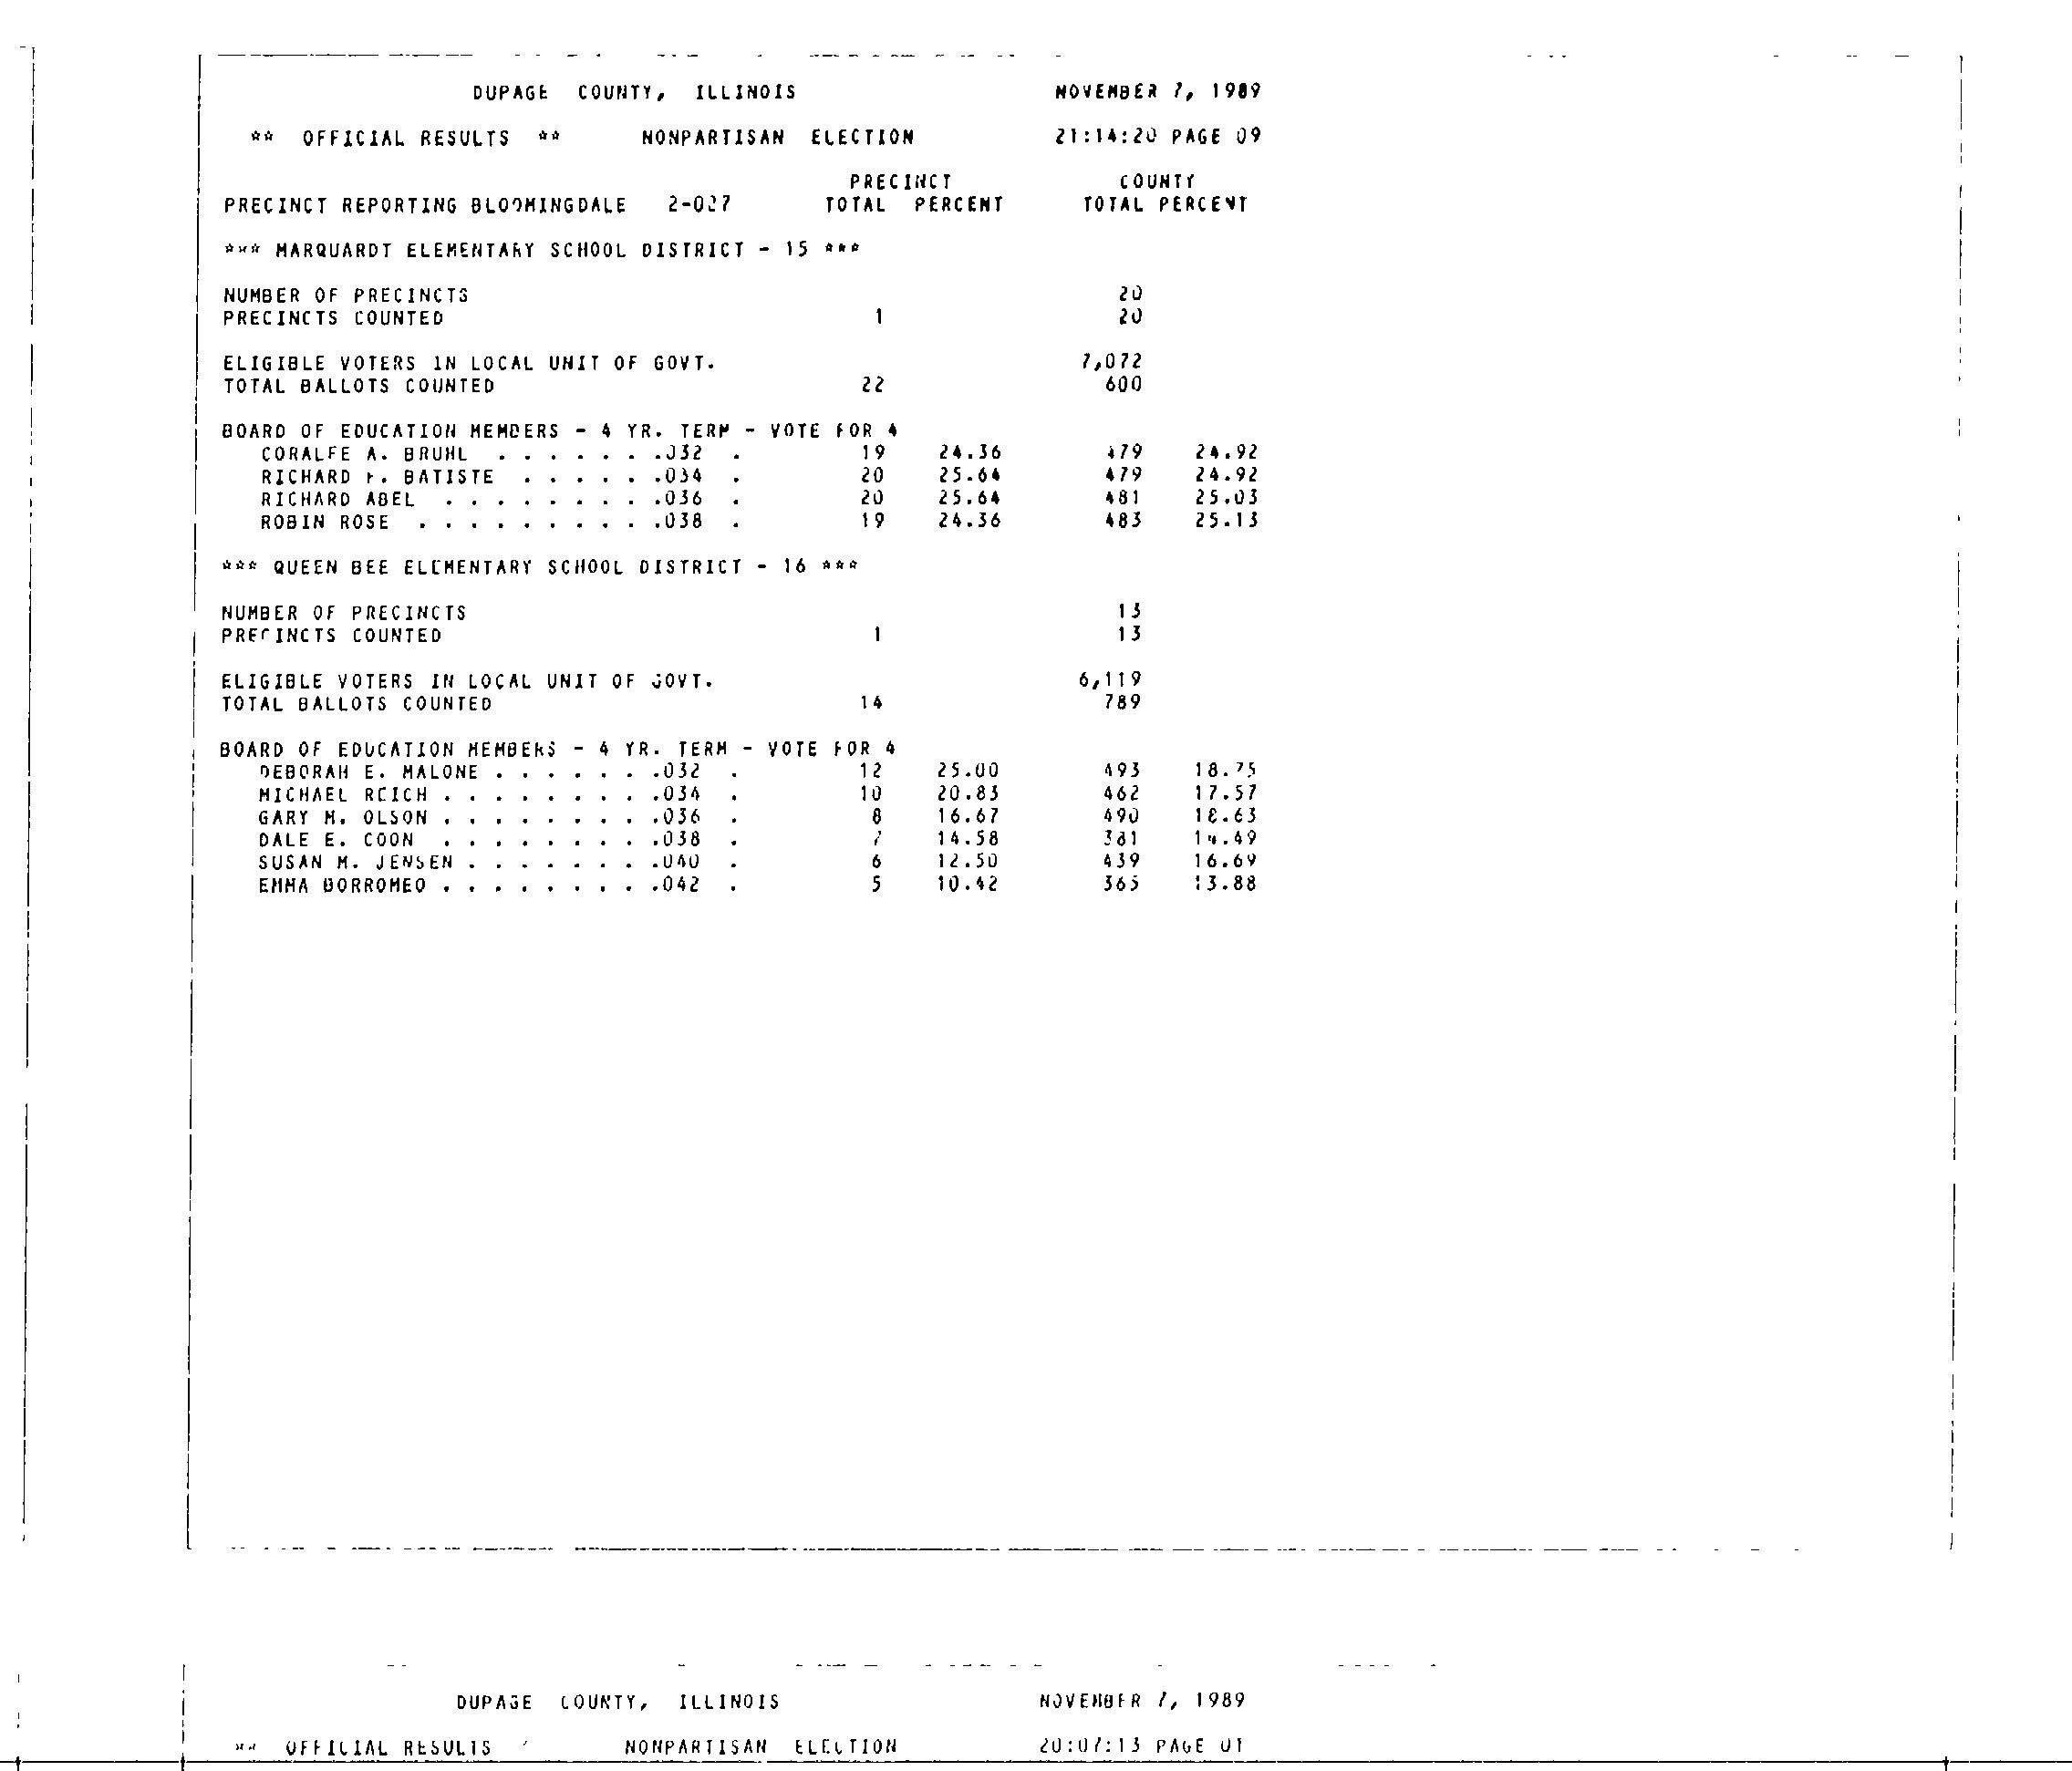 DUPAGE COUNTY, ILLINOIS NOVEMBER 7, 1989
** OFFICIAL RESULTS ** NONPARTISAN ELECTION 21:14:20 PAGE 09
PRECINCT COUNTY
PRECINCT REPORTING BLOOMINGDALE 2-027 TOTAL PERCENT TOTAL PERCENT
*** MARQUARDT ELEMENTARY SCHOOL DISTRICT - 15 ***
NUMBER OF PRECINCTS 20
PRECINCTS COUNTED 1 20
ELIGIBLE VOTERS IN LOCAL UNIT OF GOVT. 7,072
TOTAL BALLOTS COUNTED 22 600
BOARD OF EDUCATION MEMBERS - 4 YR. TERM - VOTE FOR 4
CORALEE A. BRUHL . . . . . . .032 . 19 24.36 479 24.92
RICHARD BATISTE . . . . . .034 . 20 25.64 479 24.92
RICHARD ABEL . . . . . . . . .036 . 20 25.64 481 25.03
ROBIN ROSE . . . . . . . . . .038 . 19 24.36 483 25.13
*** QUEEN BEE ELEMENTARY SCHOOL DISTRICT - 16 ***
NUMBER OF PRECINCTS 13
PRECINCTS COUNTED 1 13
ELIGIBLE VOTERS IN LOCAL UNIT OF GOVT. 6,119
TOTAL BALLOTS COUNTED 14 789
BOARD OF EDUCATION MEMBERS - 4 YR. TERM - VOTE FOR 4
DEBORAH E. MALONE . . . . . . .032 . 12 25.00 493 18.75
MICHAEL REICH . . . . . . . . .034 . 10 20.83 462 17.57
GARY M. OLSON . . . . . . . . .036 . 8 16.67 490 18.63
DALE E. COON . . . . . . . . .038 . 7 14.58 381 14.49
SUSAN M. JENSEN . . . . . . . .040 . 6 12.50 439 16.69
EMMA BORROMEO . . . . . . . . .042 . 5 10.42 365 13.88
DUPAGE COUNTY, ILLINOIS NOVEMBER 7, 1989
** OFFICIAL RESULTS NONPARTISAN ELECTION 20:07:13 PAGE 01